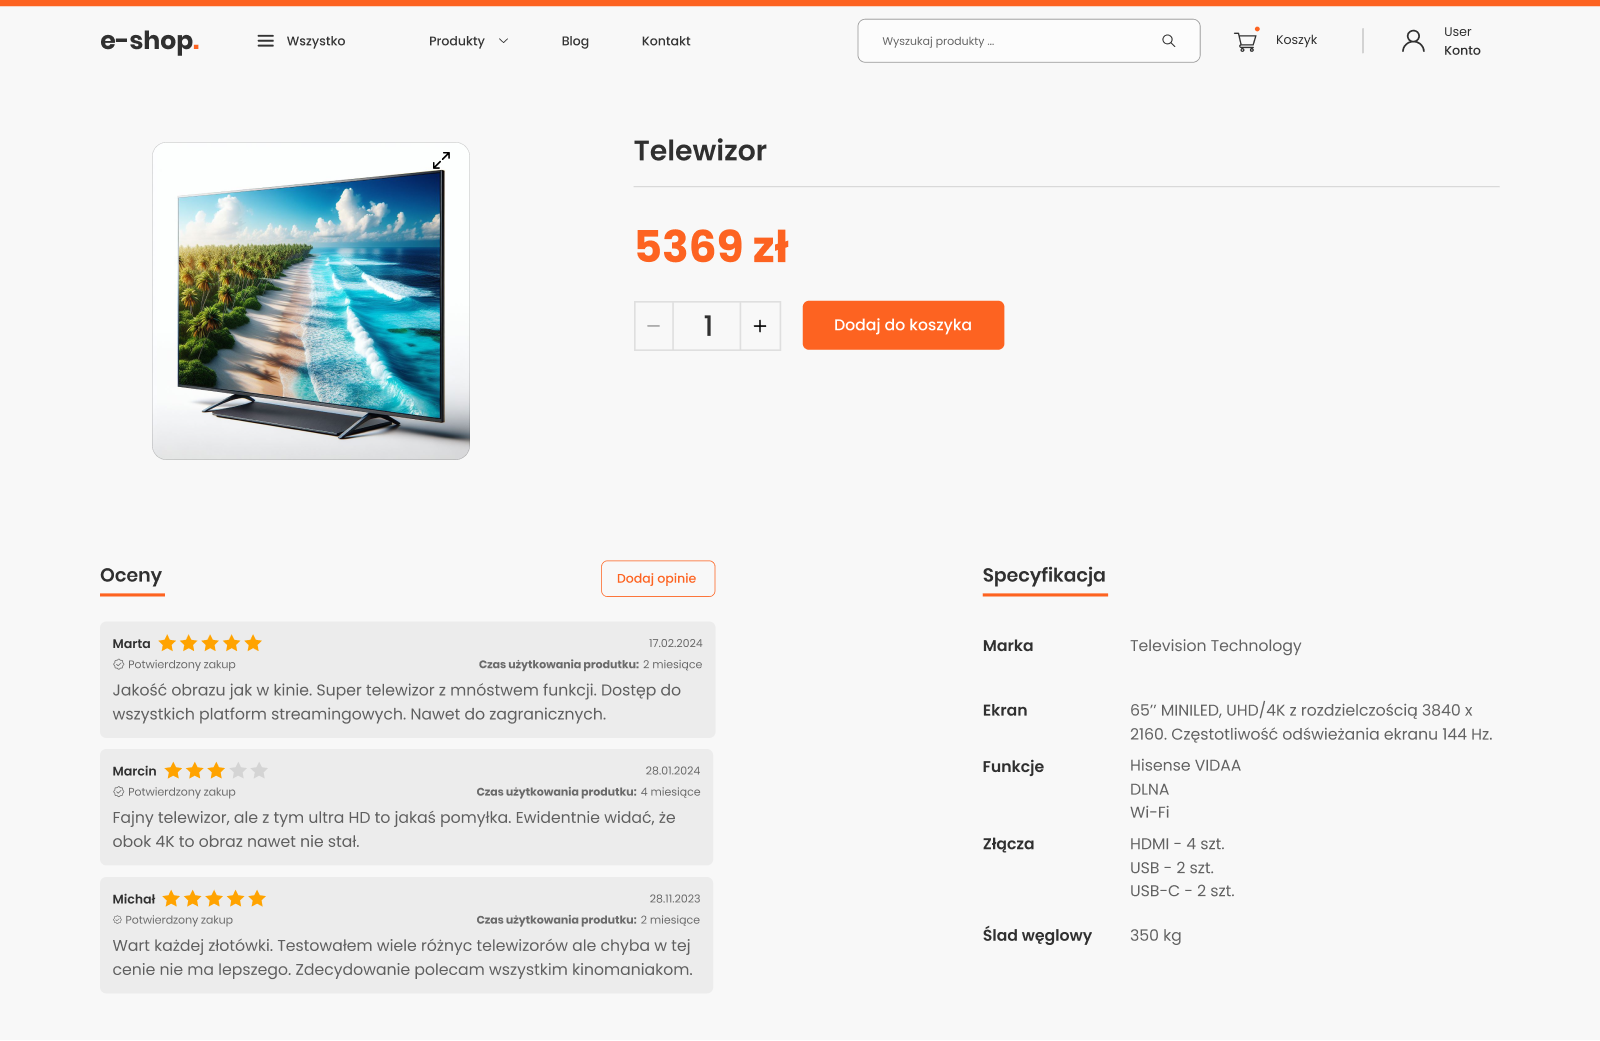 e-shop.
Wszystko
Produkty
Blog
Kontakt
Wyszukaj produkty ...
Koszyk
User
Konto
Telewizor
5369 zł
1
Dodaj do koszyka
Oceny
Dodaj opinie
Marta
17.02.2024
Potwierdzony zakup
Czas użytkowania produtku: 2 miesiące
Jakość obrazu jak w kinie. Super telewizor z mnóstwem funkcji. Dostęp do
wszystkich platform streamingowych. Nawet do zagranicznych.
Marcin
28.01.2024
Potwierdzony zakup
Czas użytkowania produtku: 4 miesiące
Fajny telewizor, ale z tym ultra HD to jakaś pomyłka. Ewidentnie widać, że
obok 4K to obraz nawet nie stał.
Michał
28.11.2023
Potwierdzony zakup
Czas użytkowania produtku: 2 miesiące
Wart każdej złotówki. Testowałem wiele różnyc telewizorów ale chyba w tej
cenie nie ma lepszego. Zdecydowanie polecam wszystkim kinomaniakom.
Specyfikacja
Marka
Television Technology
Ekran
65’’ MINILED, UHD/4K z rozdzielczością 3840 x
2160. Częstotliwość odświeżania ekranu 144 Hz.
Funkcje
Hisense VIDAA
DLNA
Wi-Fi
Złącza
HDMI - 4 szt.
USB - 2 szt.
USB-C - 2 szt.
Ślad węglowy
350 kg